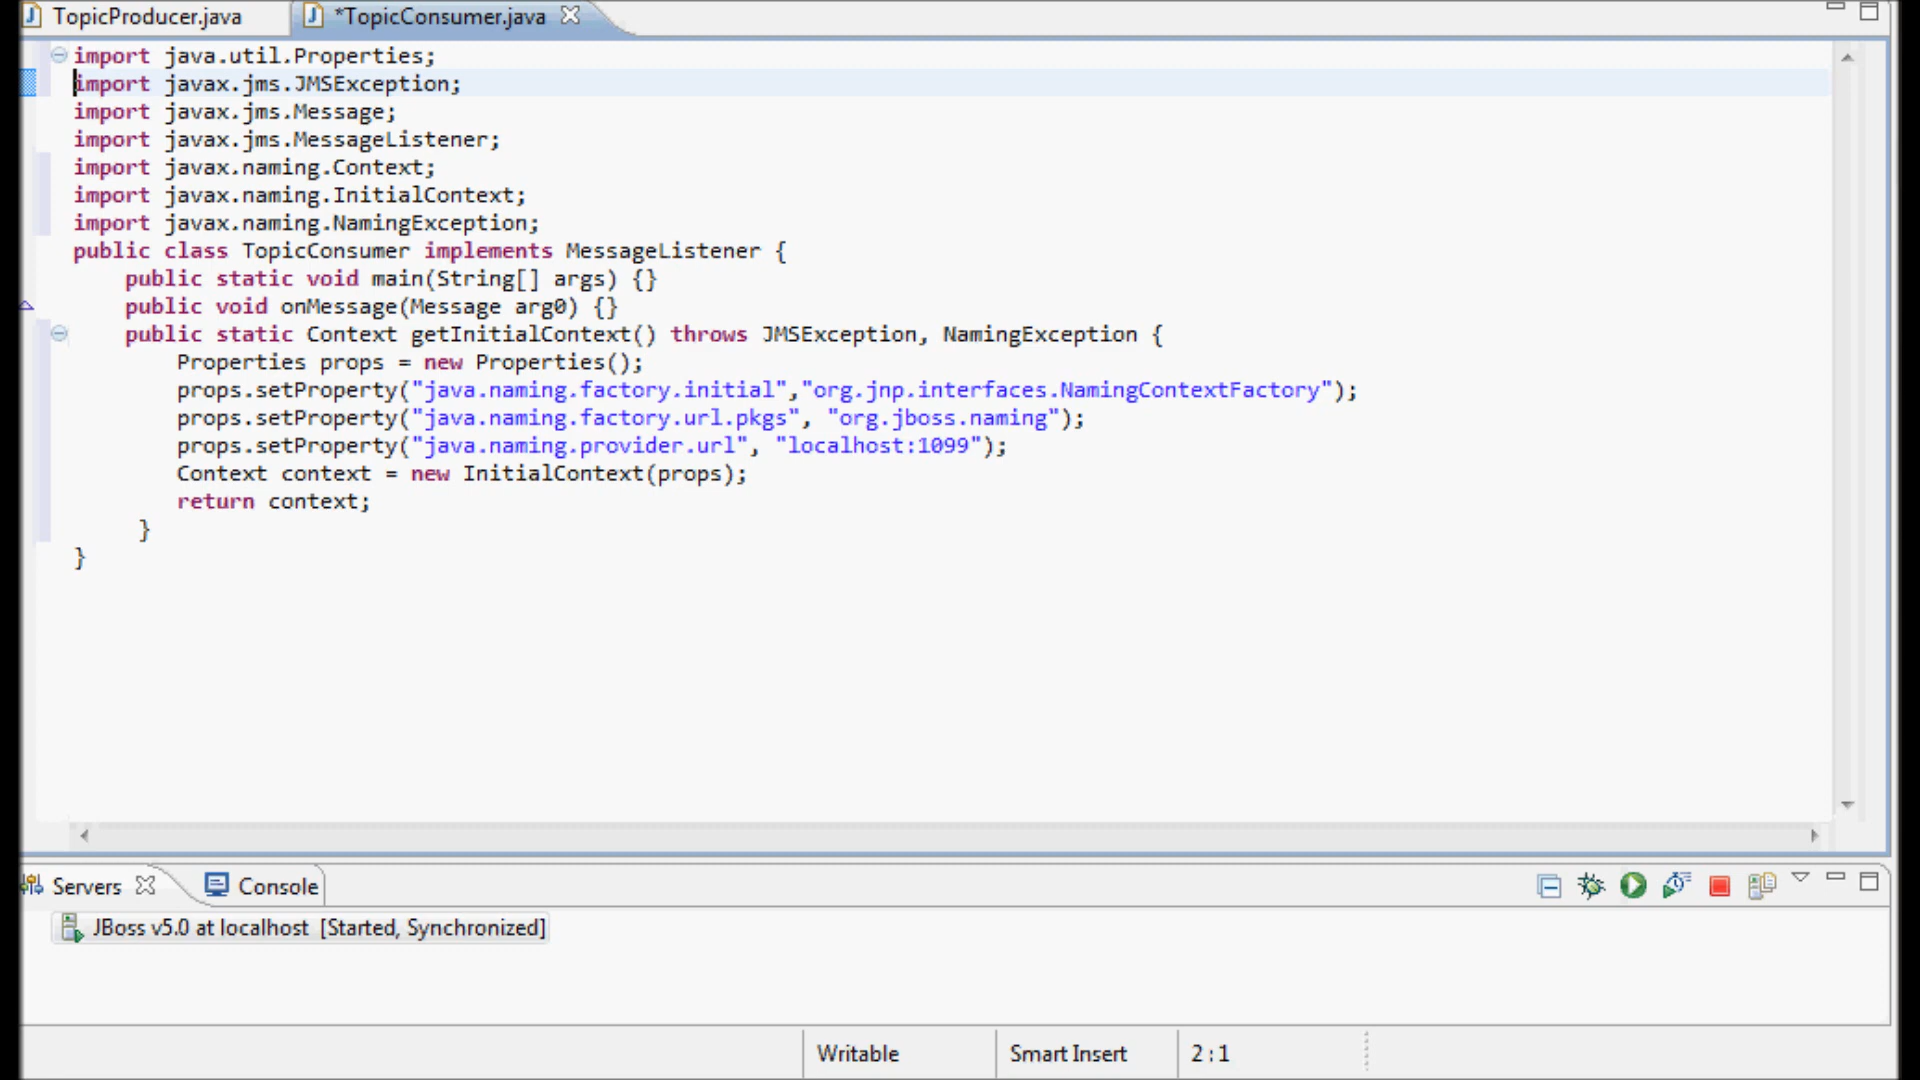 TopicProducer.java *TopicConsumer.java
import java.util.Properties;
import javax.jms.JMSException;
import javax.jms.Message;
import javax.jms.MessageListener;
import javax.naming.Context;
import javax.naming.InitialContext;
import javax.naming.NamingException;
public class TopicConsumer implements MessageListener {
    public static void main(String[] args) {}
    public void onMessage(Message arg0) {}
    public static Context getInitialContext() throws JMSException, NamingException {
        Properties props = new Properties();
        props.setProperty("java.naming.factory.initial","org.jnp.interfaces.NamingContextFactory");
        props.setProperty("java.naming.factory.url.pkgs", "org.jboss.naming");
        props.setProperty("java.naming.provider.url", "localhost:1099");
        Context context = new InitialContext(props);
        return context;
     }
}
Servers Console
JBoss v5.0 at localhost [Started, Synchronized]
Writable Smart Insert 2 : 1